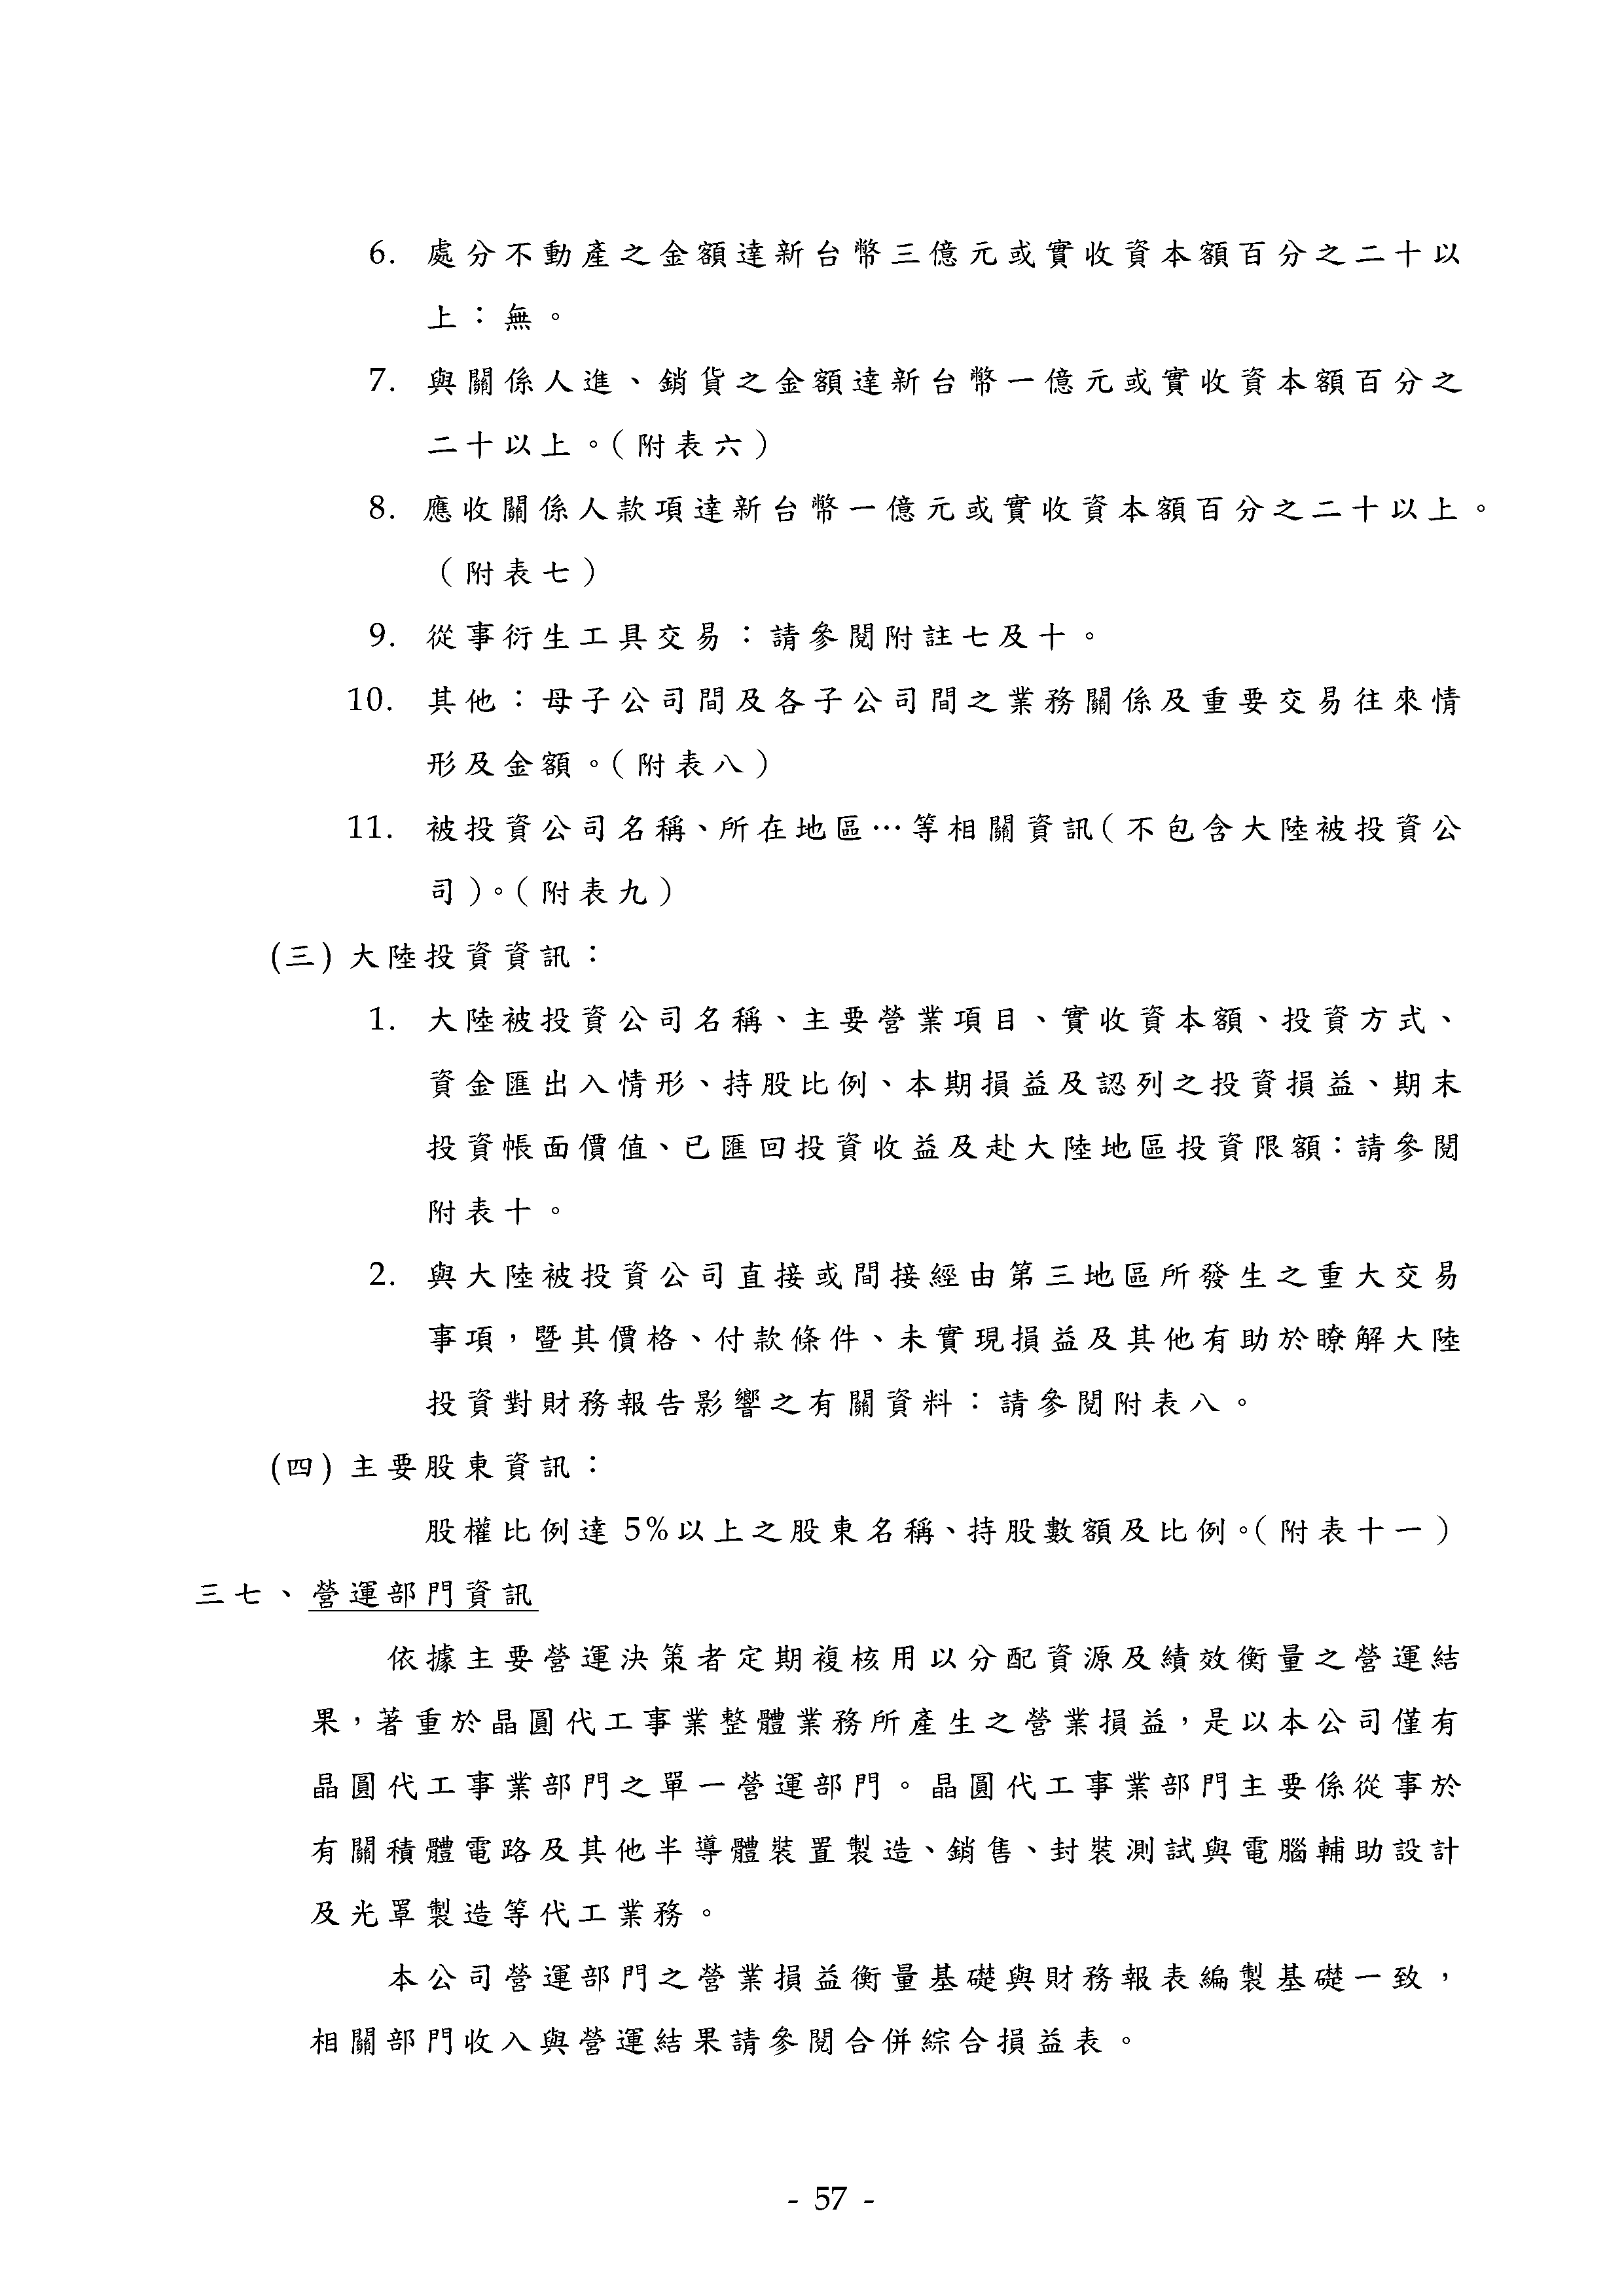 6. 處分不動產之金額達新台幣三億元或實收資本額百分之二十以
上：無。
7. 與關係人進、銷貨之金額達新台幣一億元或實收資本額百分之
二十以上。（附表六）
8. 應收關係人款項達新台幣一億元或實收資本額百分之二十以上。
（附表七）
9. 從事衍生工具交易：請參閱附註七及十。
10. 其他：母子公司間及各子公司間之業務關係及重要交易往來情
形及金額。（附表八）
11. 被投資公司名稱、所在地區…等相關資訊（不包含大陸被投資公
司）。（附表九）
(三) 大陸投資資訊：
1. 大陸被投資公司名稱、主要營業項目、實收資本額、投資方式、
資金匯出入情形、持股比例、本期損益及認列之投資損益、期末
投資帳面價值、已匯回投資收益及赴大陸地區投資限額：請參閱
附表十。
2. 與大陸被投資公司直接或間接經由第三地區所發生之重大交易
事項，暨其價格、付款條件、未實現損益及其他有助於瞭解大陸
投資對財務報告影響之有關資料：請參閱附表八。
(四) 主要股東資訊：
股權比例達 5%以上之股東名稱、持股數額及比例。（附表十一）
三七、營運部門資訊
依據主要營運決策者定期複核用以分配資源及績效衡量之營運結
果，著重於晶圓代工事業整體業務所產生之營業損益，是以本公司僅有
晶圓代工事業部門之單一營運部門。晶圓代工事業部門主要係從事於
有關積體電路及其他半導體裝置製造、銷售、封裝測試與電腦輔助設計
及光罩製造等代工業務。
本公司營運部門之營業損益衡量基礎與財務報表編製基礎一致，
相關部門收入與營運結果請參閱合併綜合損益表。
- 57 -